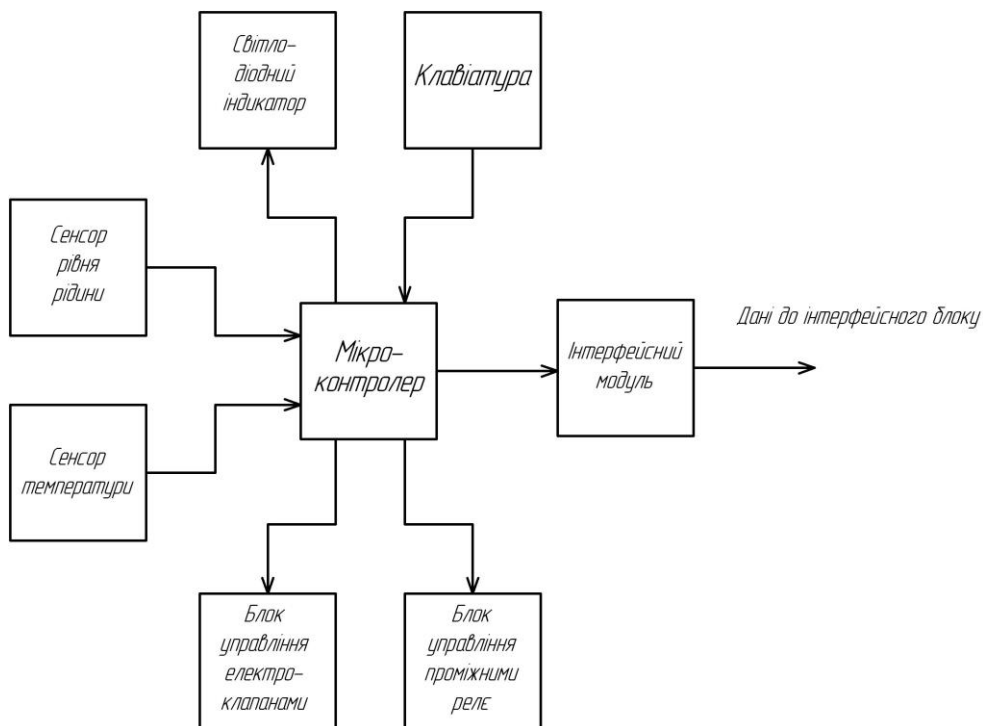 Світло-
діодний
індикатор
Клавіатура
Сенсор
рівня
рідини
Мікро-
контролер
Інтерфейсний
модуль
Дані до інтерфейсного блоку
Сенсор
температури
Блок
управління
електро-
клапанами
Блок
управління
проміжними
релє